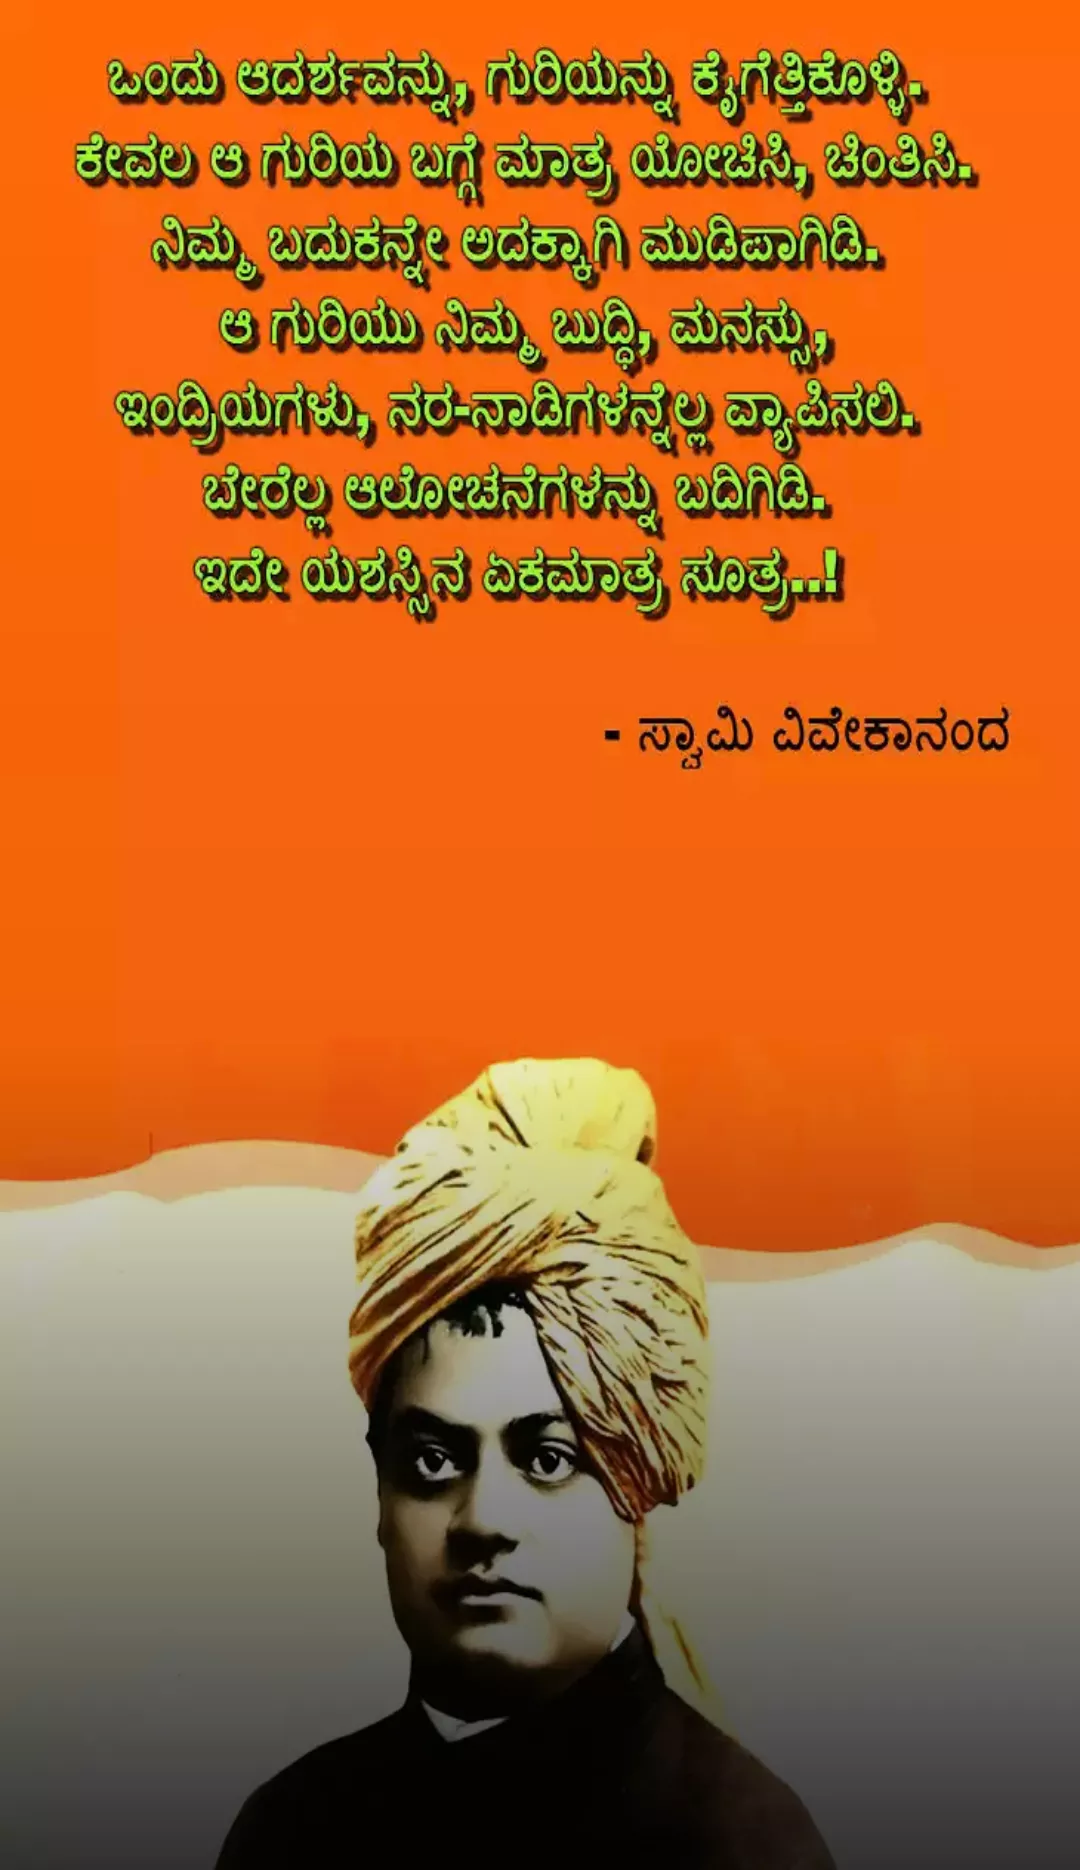 ಒಂದು ಆದರ್ಶವನ್ನು, ಗುರಿಯನ್ನು ಕೈಗೆತ್ತಿಕೊಳ್ಳಿ.
ಕೇವಲ ಆ ಗುರಿಯ ಬಗ್ಗೆ ಮಾತ್ರ ಯೋಚಿಸಿ, ಚಿಂತಿಸಿ.
ನಿಮ್ಮ ಬದುಕನ್ನೇ ಅದಕ್ಕಾಗಿ ಮುಡಿಪಾಗಿಡಿ.
ಆ ಗುರಿಯು ನಿಮ್ಮ ಬುದ್ಧಿ, ಮನಸ್ಸು,
ಇಂದ್ರಿಯಗಳು, ನರ-ನಾಡಿಗಳನ್ನೆಲ್ಲ ವ್ಯಾಪಿಸಲಿ.
ಬೇರೆಲ್ಲ ಆಲೋಚನೆಗಳನ್ನು ಬದಿಗಿಡಿ.
ಇದೇ ಯಶಸ್ಸಿನ ಏಕಮಾತ್ರ ಸೂತ್ರ..!
- ಸ್ವಾಮಿ ವಿವೇಕಾನಂದ